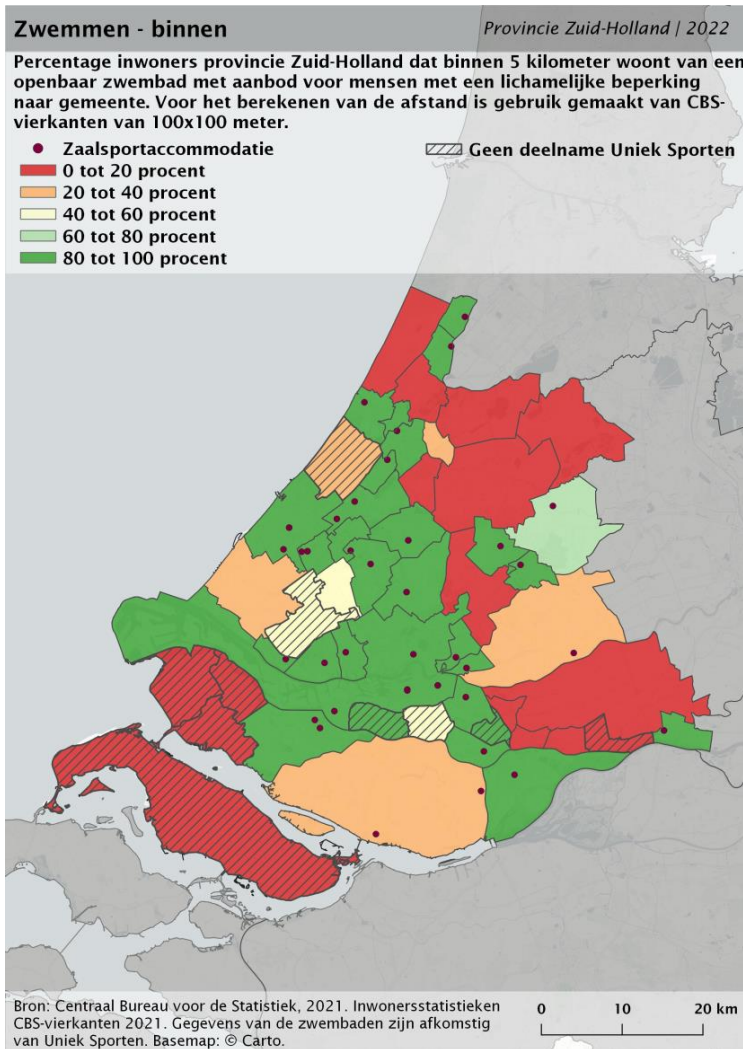 Zwemmen - binnen
Provincie Zuid-Holland | 2022
Percentage inwoners provincie Zuid-Holland dat binnen 5 kilometer woont van een
openbaar zwembad met aanbod voor mensen met een lichamelijke beperking
naar gemeente. Voor het berekenen van de afstand is gebruik gemaakt van CBS-
vierkanten van 100x100 meter.
Zaalsportaccommodatie
Geen deelname Uniek Sporten
0 tot 20 procent
20 tot 40 procent
40 tot 60 procent
60 tot 80 procent
80 tot 100 procent
Bron: Centraal Bureau voor de Statistiek, 2021. Inwonersstatistieken
CBS-vierkanten 2021. Gegevens van de zwembaden zijn afkomstig
van Uniek Sporten. Basemap: © Carto.
0 10 20 km